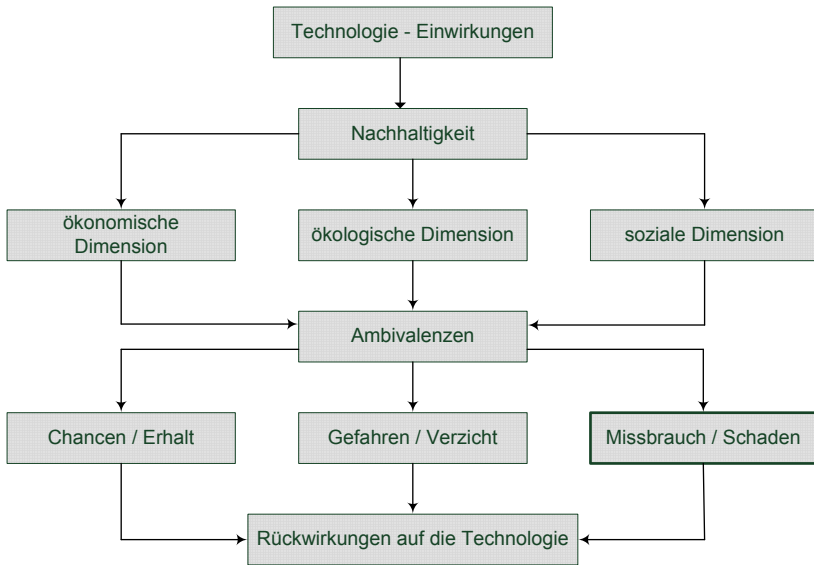 Technologie - Einwirkungen
Nachhaltigkeit
ökonomische
Dimension
ökologische Dimension
soziale Dimension
Ambivalenzen
Chancen / Erhalt
Gefahren / Verzicht
Missbrauch / Schaden
Rückwirkungen auf die Technologie